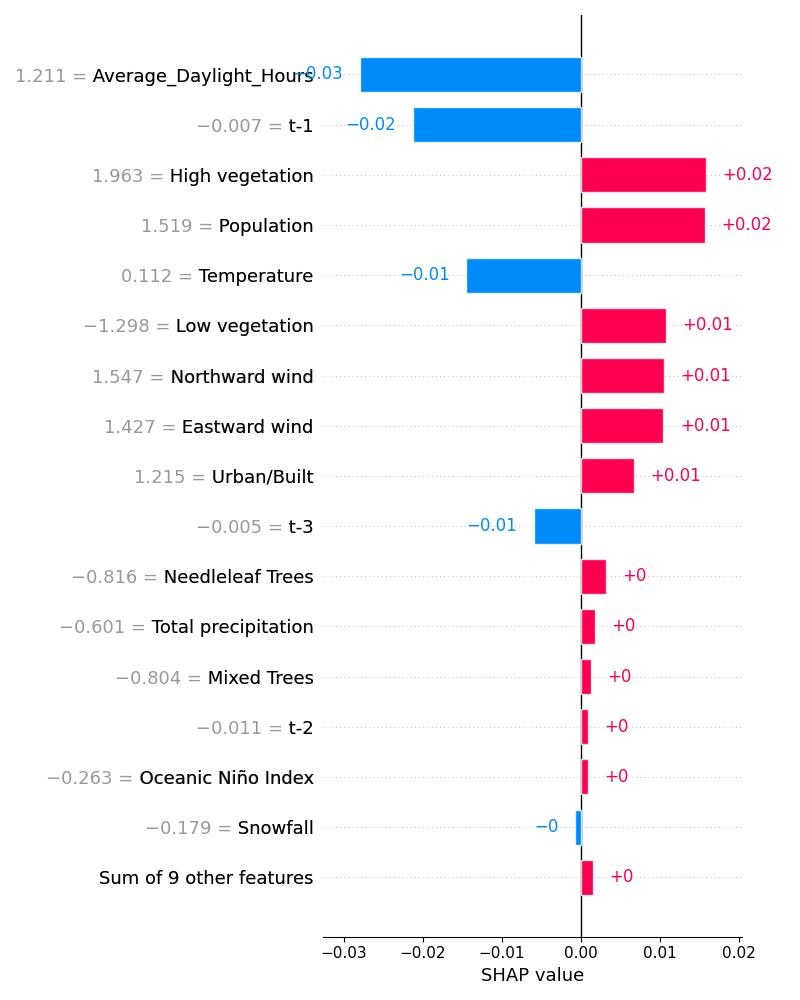 1.211 = Average_Daylight_Hours −0.03
−0.007 = t-1 −0.02
1.963 = High vegetation +0.02
1.519 = Population +0.02
0.112 = Temperature −0.01
−1.298 = Low vegetation +0.01
1.547 = Northward wind +0.01
1.427 = Eastward wind +0.01
1.215 = Urban/Built +0.01
−0.005 = t-3 −0.01
−0.816 = Needleleaf Trees +0
−0.601 = Total precipitation +0
−0.804 = Mixed Trees +0
−0.011 = t-2 +0
−0.263 = Oceanic Niño Index +0
−0.179 = Snowfall −0
Sum of 9 other features +0
−0.03 −0.02 −0.01 0.00 0.01 0.02
SHAP value